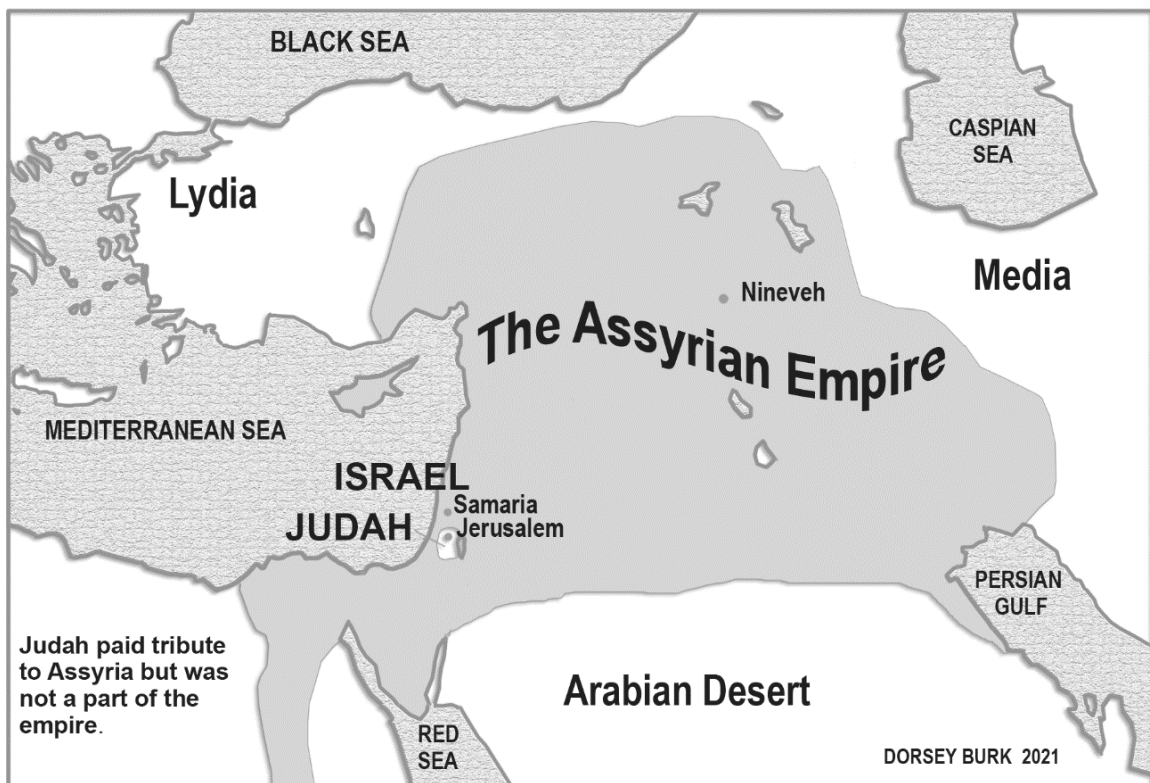 BLACK SEA
CASPIAN
SEA
Lydia
Media
Nineveh
The Assyrian Empire
MEDITERRANEAN SEA
ISRAEL
Samaria
JUDAH
Jerusalem
PERSIAN
GULF
Judah paid tribute
to Assyria but was
not a part of the
empire.
Arabian Desert
RED
SEA
DORSEY BURK 2021